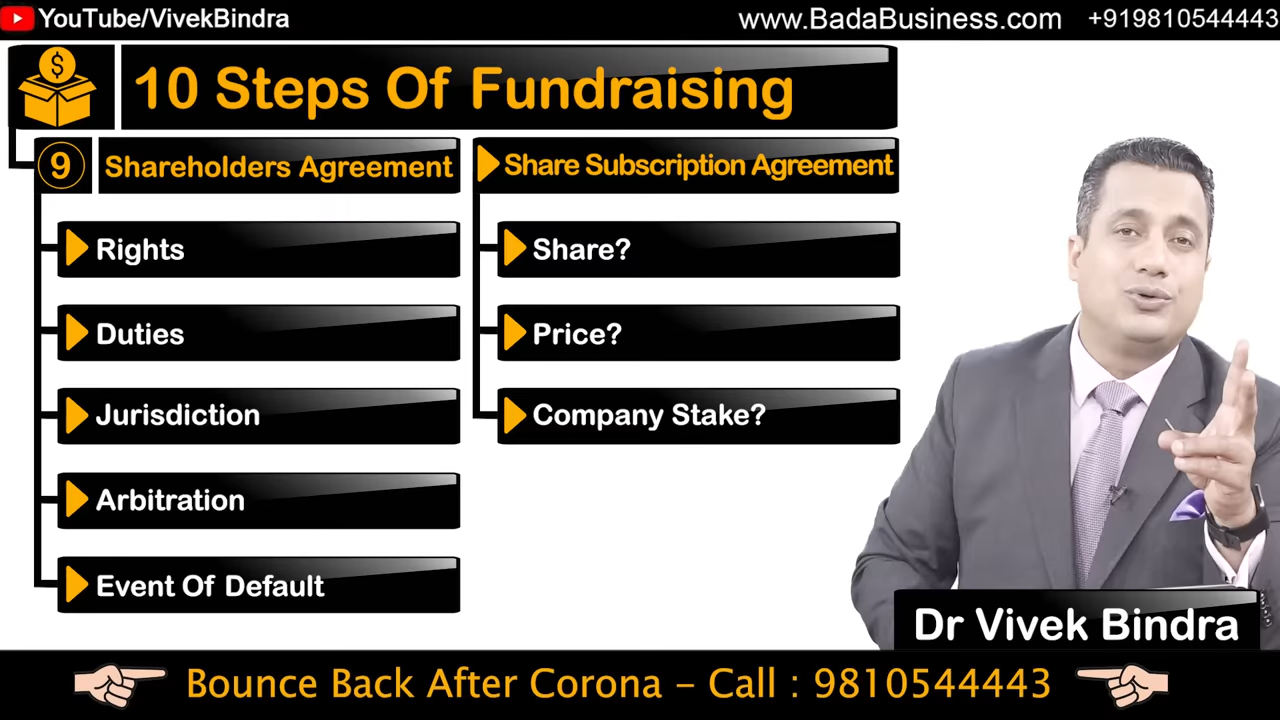 YouTube/VivekBindra
www.BadaBusiness.com
+919810544443
$
10 Steps Of Fundraising
9
Shareholders Agreement
Rights
Duties
Jurisdiction
Arbitration
Event Of Default
Share Subscription Agreement
Share?
Price?
Company Stake?
Dr Vivek Bindra
Bounce Back After Corona – Call : 9810544443